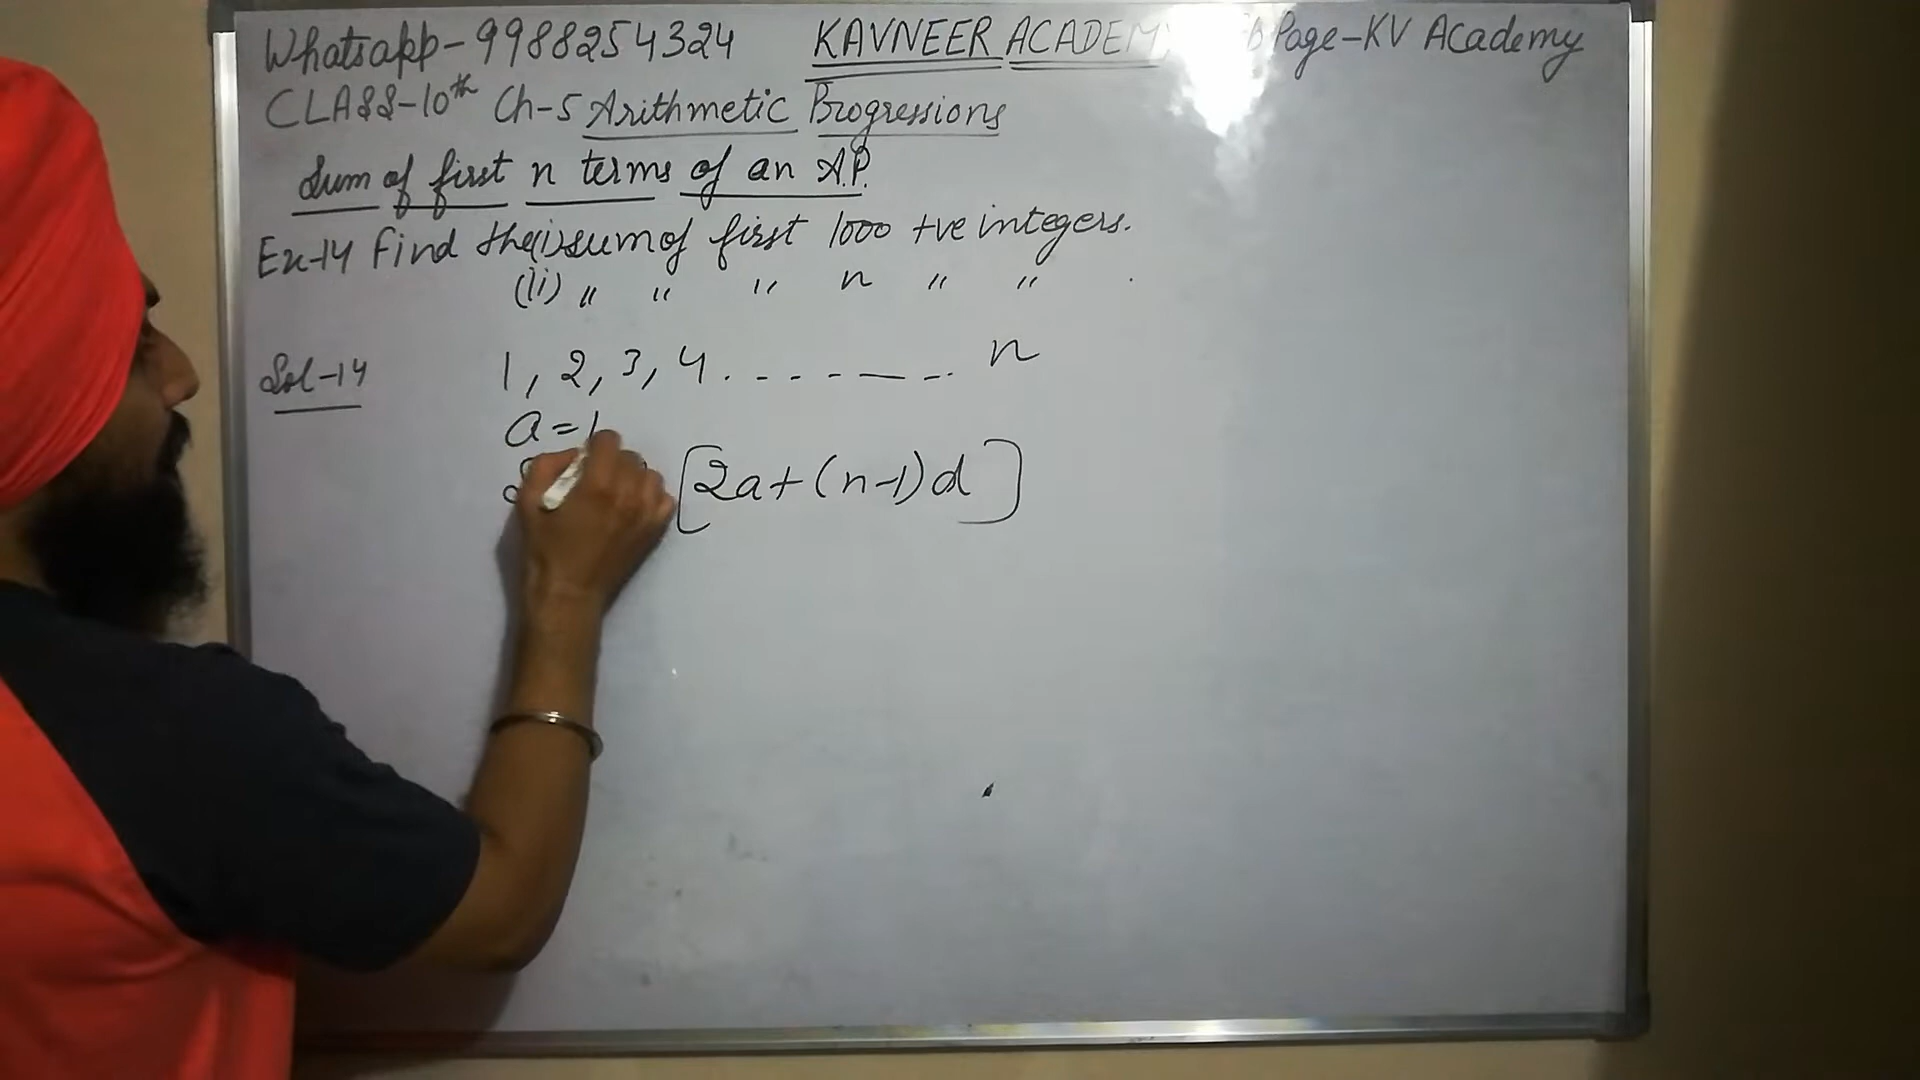 Whatsapp-9988254324 KAVNEER ACADEMY Page-KV Academy
CLASS-10th Ch-5 Arithmetic Progressions
Sum of first n terms of an A.P.
Ex-14 Find the(i)sum of first 1000 +ve integers.
(ii) " " " n " " .
Sol-14 1, 2, 3, 4. - - - - — - - . n
a=1
[2a+(n-1)d]